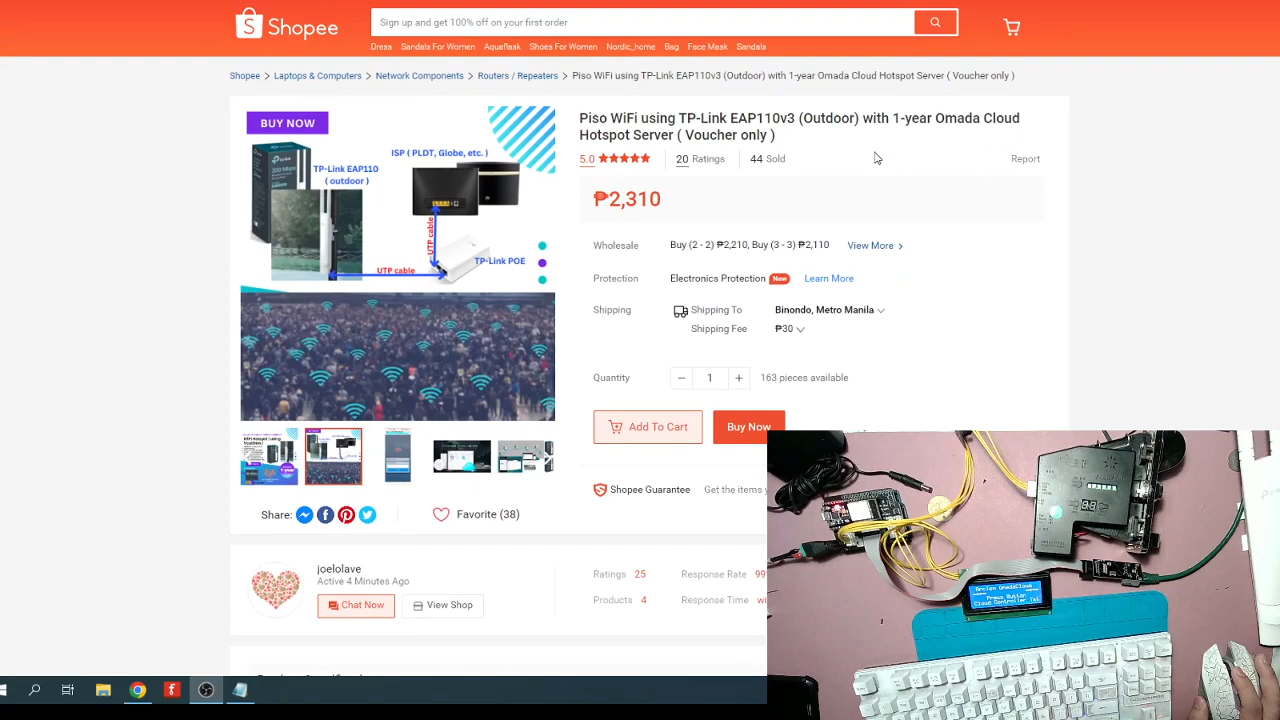 Shopee
Sign up and get 100% off on your first order
Dress Sandals For Women Aquaflask Shoes For Women Nordic_home Bag Face Mask Sandals
Shopee > Laptops & Computers > Network Components > Routers / Repeaters > Piso WiFi using TP-Link EAP110v3 (Outdoor) with 1-year Omada Cloud Hotspot Server ( Voucher only )
BUY NOW
ISP ( PLDT, Globe, etc. )
TP-Link EAP110
( outdoor )
UTP cable
TP-Link POE
UTP cable
Piso WiFi using TP-Link EAP110v3 (Outdoor) with 1-year Omada Cloud
Hotspot Server ( Voucher only )
5.0 20 Ratings 44 Sold Report
₱2,310
Wholesale Buy (2 - 2) ₱2,210, Buy (3 - 3) ₱2,110 View More >
Protection Electronics Protection New Learn More
Shipping Shipping To Binondo, Metro Manila
Shipping Fee ₱30
Quantity − 1 + 163 pieces available
Add To Cart Buy Now
Shopee Guarantee Get the items
Share: Favorite (38)
joelolave
Active 4 Minutes Ago
Chat Now View Shop
Ratings 25 Response Rate 99
Products 4 Response Time
Press Button